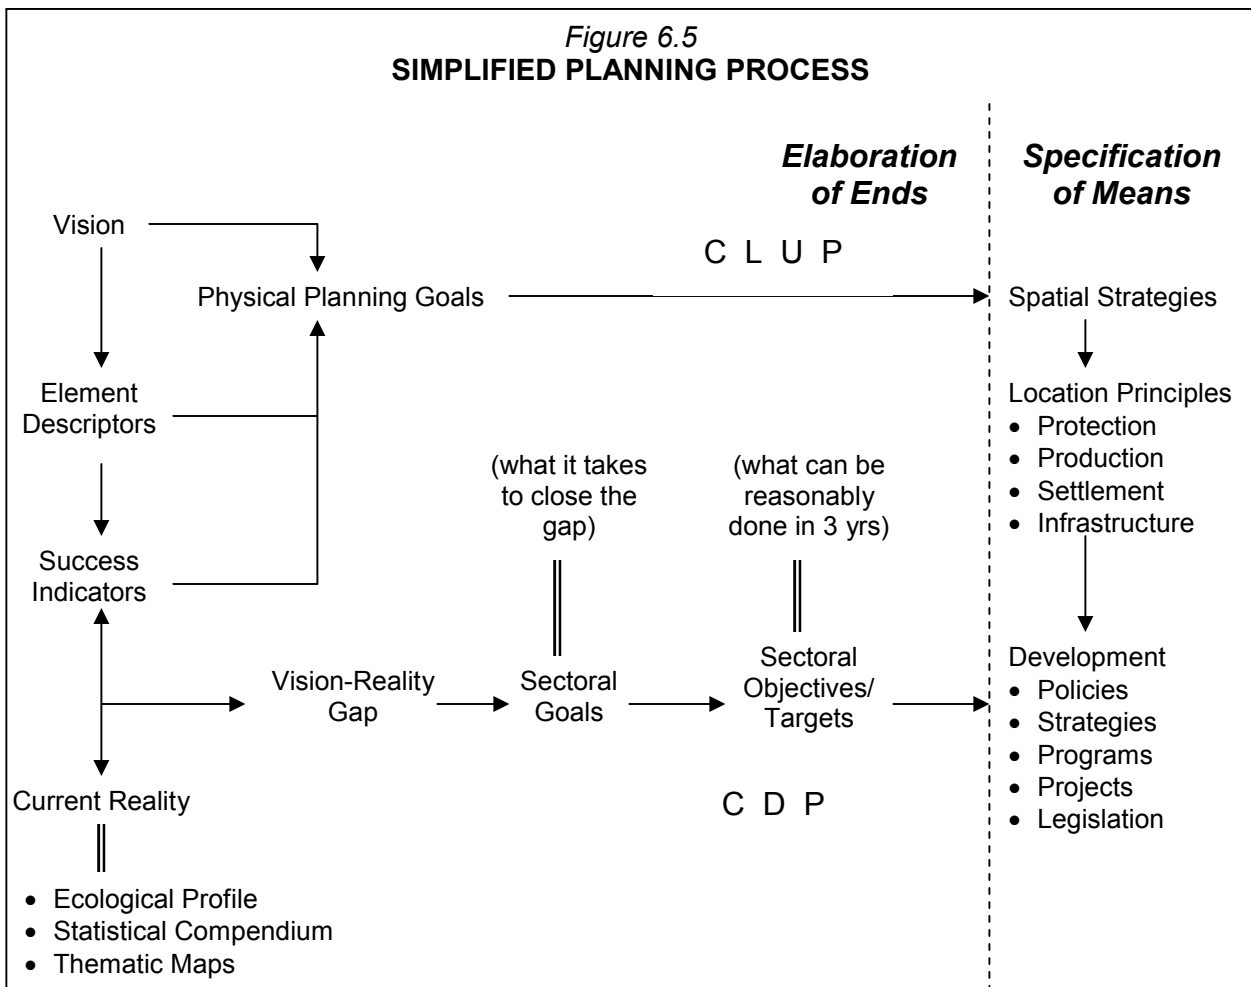 Figure 6.5
SIMPLIFIED PLANNING PROCESS
Elaboration
of Ends
Specification
of Means
Vision
C L U P
Physical Planning Goals
Spatial Strategies
Element
Descriptors
Location Principles
• Protection
• Production
• Settlement
• Infrastructure
(what it takes
to close the
gap)
(what can be
reasonably
done in 3 yrs)
Success
Indicators
Vision-Reality
Gap
Sectoral
Goals
Sectoral
Objectives/
Targets
Development
• Policies
• Strategies
• Programs
• Projects
• Legislation
Current Reality
C D P
• Ecological Profile
• Statistical Compendium
• Thematic Maps